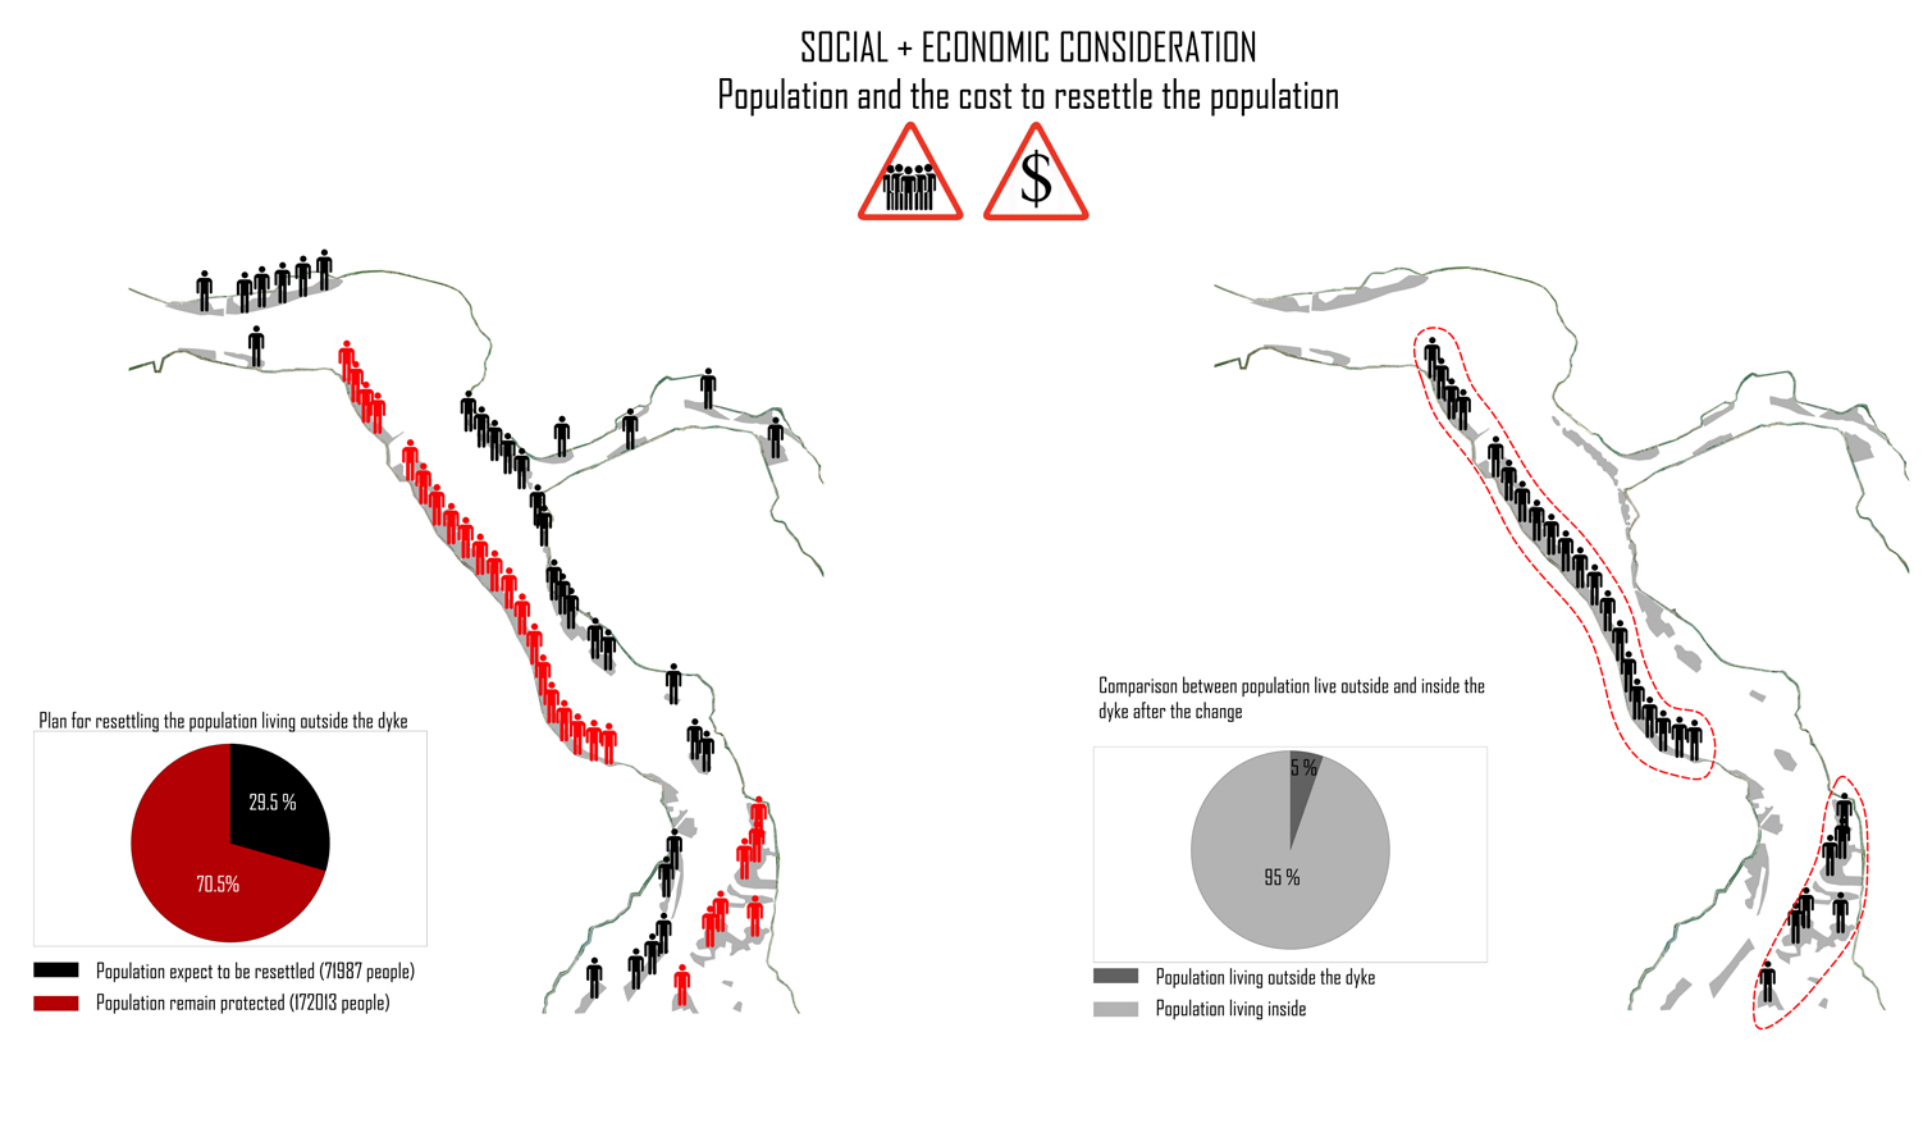 SOCIAL + ECONOMIC CONSIDERATION
Population and the cost to resettle the population
$
Plan for resettling the population living outside the dyke
29.5 %
70.5%
Population expect to be resettled (71987 people)
Population remain protected (172013 people)
Comparison between population live outside and inside the
dyke after the change
5 %
95 %
Population living outside the dyke
Population living inside